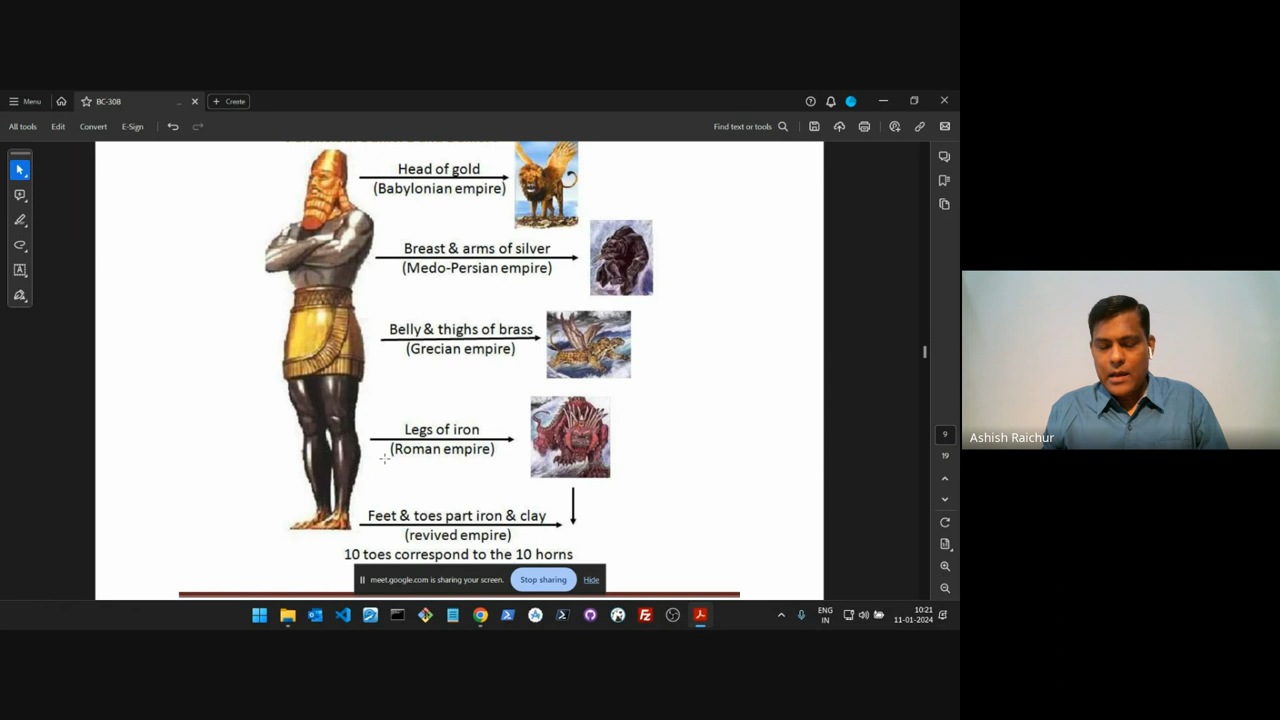 Menu
BC-308
...
Create
All tools
Edit
Convert
E-Sign
Find text or tools
Head of gold
(Babylonian empire)
Breast & arms of silver
(Medo-Persian empire)
Belly & thighs of brass
(Grecian empire)
Legs of iron
(Roman empire)
Feet & toes part iron & clay
(revived empire)
10 toes correspond to the 10 horns
9
19
meet.google.com is sharing your screen.
Stop sharing
Hide
ENG
IN
10:21
11-01-2024
Ashish Raichur